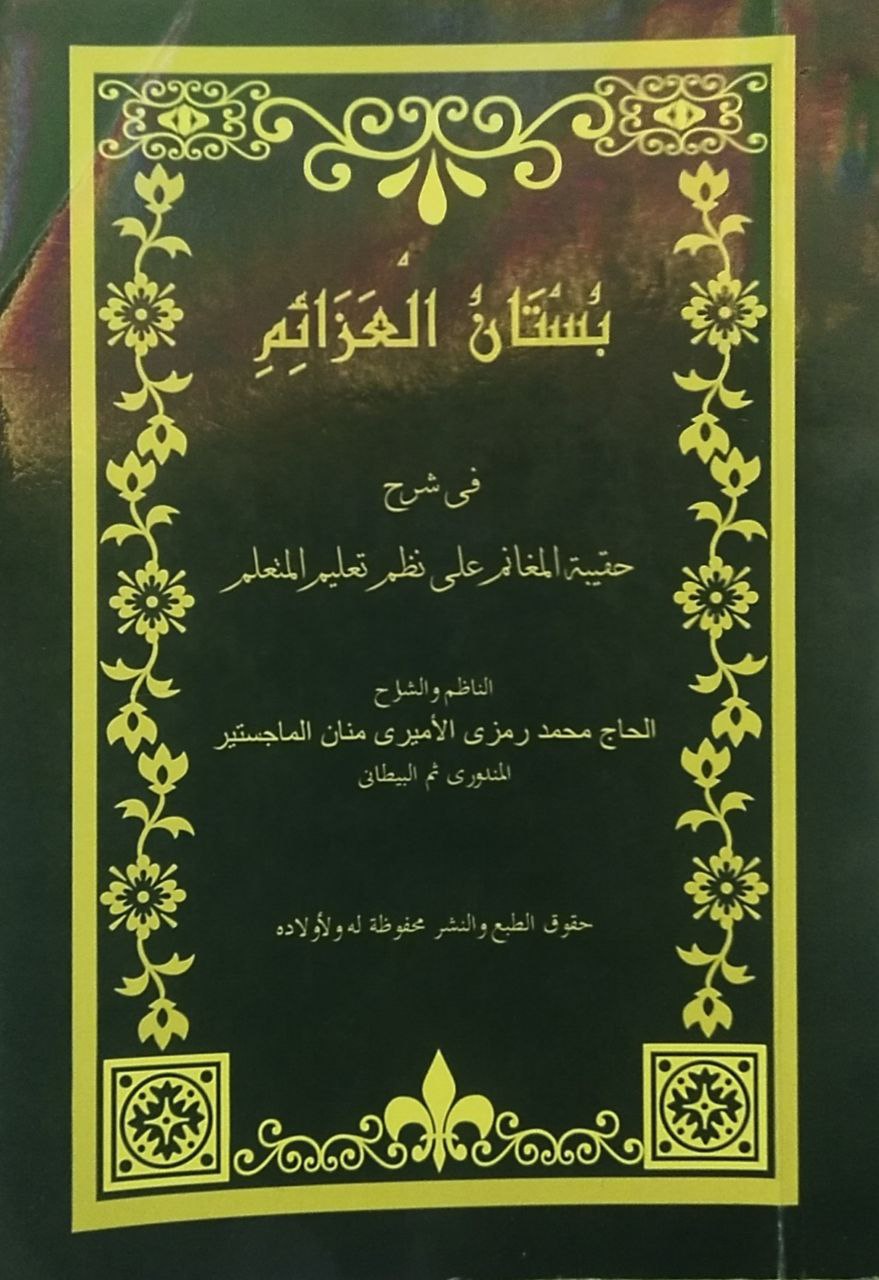 بُسْتَانُ الْعَزَائِمِ
فى شرح
حقيبة المغانم على نظم تعليم المتعلم
الناظم والشارح
الحاج محمد رمزى الأميرى منان الماجستير
المندورى ثم البيطانى
حقوق الطبع والنشر محفوظة له ولأولاده